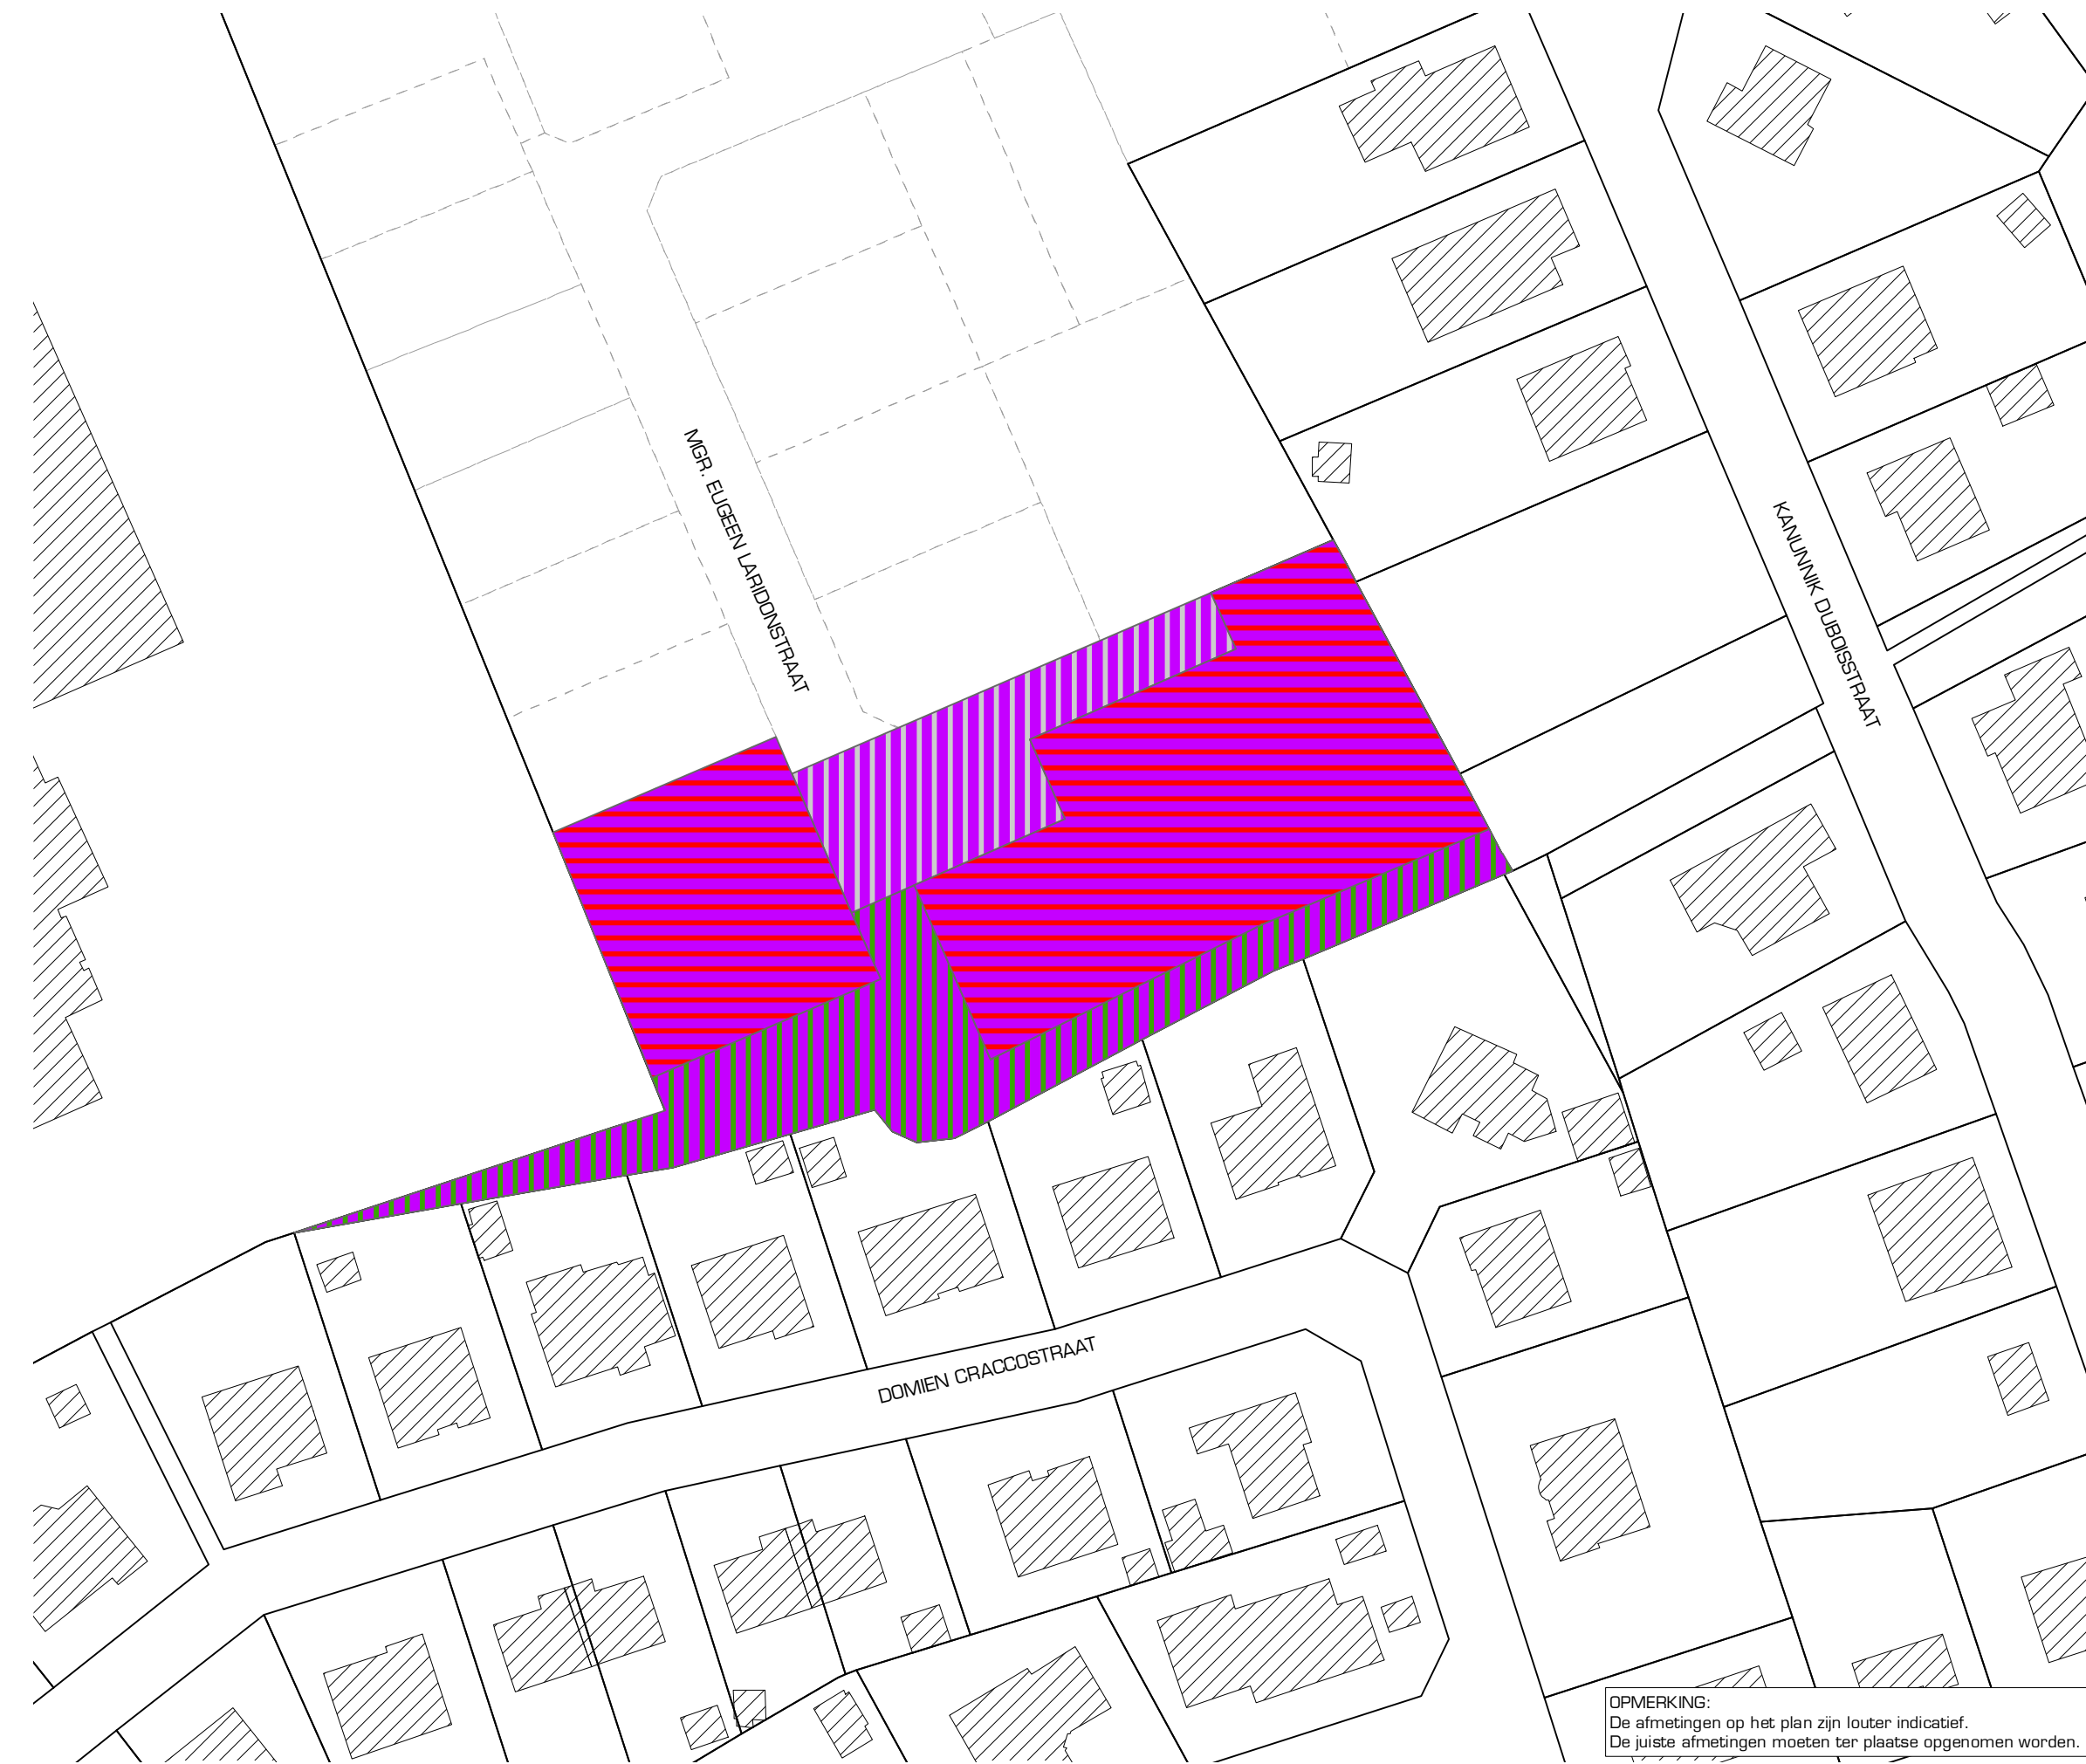 MGR. EUGEEN LARIDONSTRAAT
KANUNNIK DUBOISSTRAAT
DOMIEN CRACCOSTRAAT
OPMERKING:
De afmetingen op het plan zijn louter indicatief.
De juiste afmetingen moeten ter plaatse opgenomen worden.